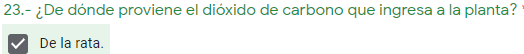 23.- ¿De dónde proviene el dióxido de carbono que ingresa a la planta? *
De la rata.